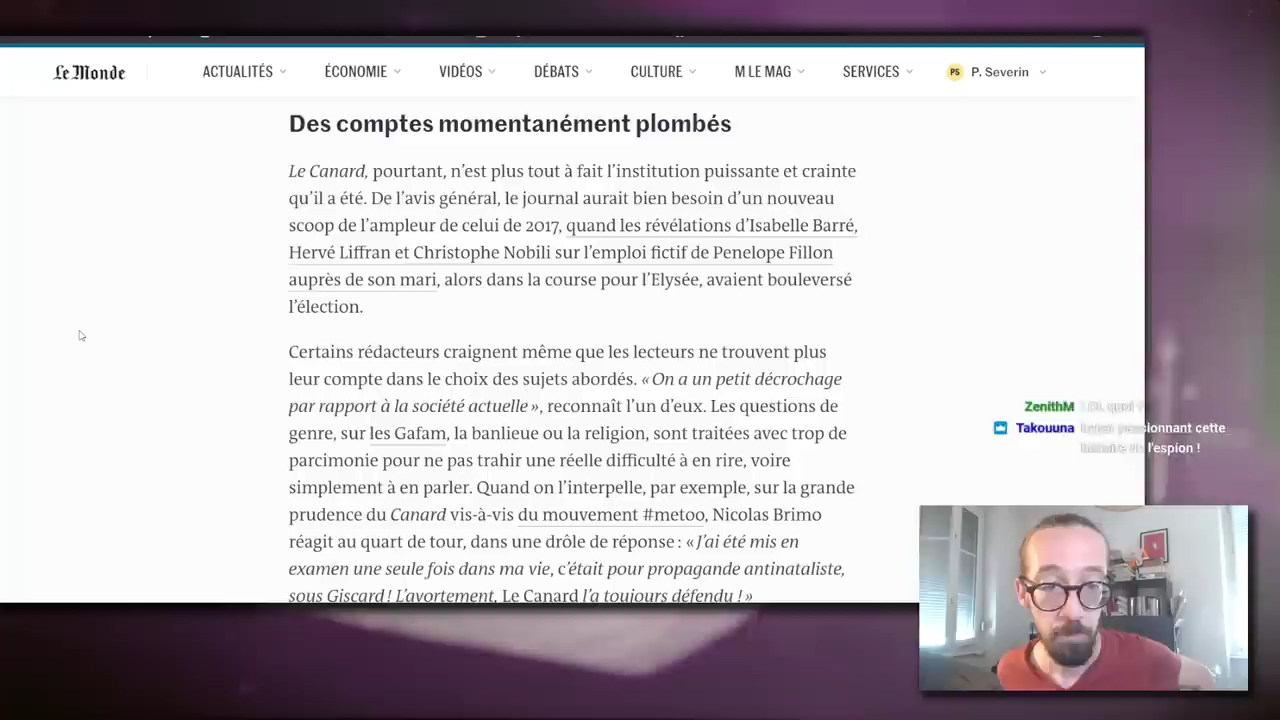 Le Monde
ACTUALITÉS ÉCONOMIE VIDÉOS DÉBATS CULTURE M LE MAG SERVICES PS P. Severin
Des comptes momentanément plombés
Le Canard, pourtant, n’est plus tout à fait l’institution puissante et crainte
qu’il a été. De l’avis général, le journal aurait bien besoin d’un nouveau
scoop de l’ampleur de celui de 2017, quand les révélations d’Isabelle Barré,
Hervé Liffran et Christophe Nobili sur l’emploi fictif de Penelope Fillon
auprès de son mari, alors dans la course pour l’Elysée, avaient bouleversé
l’élection.
Certains rédacteurs craignent même que les lecteurs ne trouvent plus
leur compte dans le choix des sujets abordés. « On a un petit décrochage
par rapport à la société actuelle », reconnaît l’un d’eux. Les questions de
genre, sur les Gafam, la banlieue ou la religion, sont traitées avec trop de
parcimonie pour ne pas trahir une réelle difficulté à en rire, voire
simplement à en parler. Quand on l’interpelle, par exemple, sur la grande
prudence du Canard vis-à-vis du mouvement #metoo, Nicolas Brimo
réagit au quart de tour, dans une drôle de réponse : « J’ai été mis en
examen une seule fois dans ma vie, c’était pour propagande antinataliste,
sous Giscard ! L’avortement, Le Canard l’a toujours défendu ! »
ZenithM LOL quoi ?
Takouuna passionnant cette
histoire de l'espion !